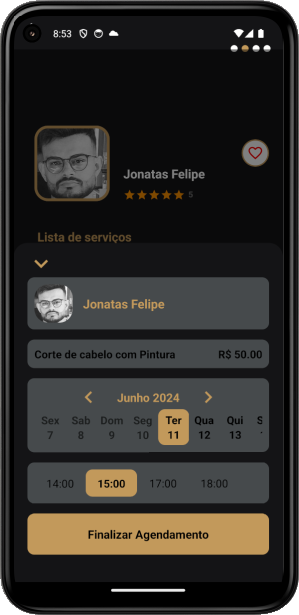 8:53
Jonatas Felipe
5
Lista de serviços
Jonatas Felipe
Corte de cabelo com Pintura R$ 50.00
Junho 2024
Sex Sab Dom Seg Ter Qua Qui S
7 8 9 10 11 12 13
14:00 15:00 17:00 18:00
Finalizar Agendamento